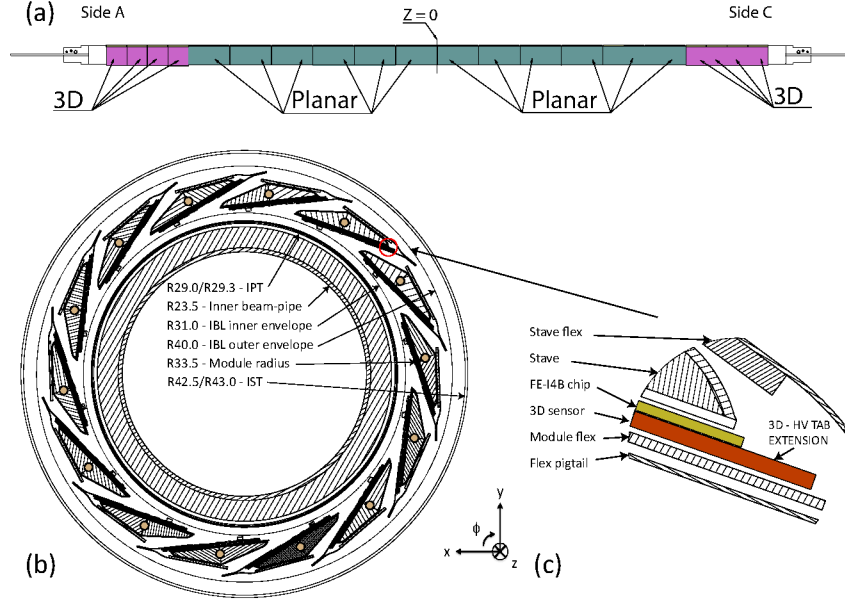 (a)
Side A
Z = 0
Side C
3D
Planar
Planar
3D
R29.0/R29.3 - IPT
R23.5 - Inner beam-pipe
R31.0 - IBL inner envelope
R40.0 - IBL outer envelope
R33.5 - Module radius
R42.5/R43.0 - IST
Stave flex
Stave
FE-I4B chip
3D sensor
Module flex
Flex pigtail
3D - HV TAB
EXTENSION
y
ϕ
x
z
(b)
(c)